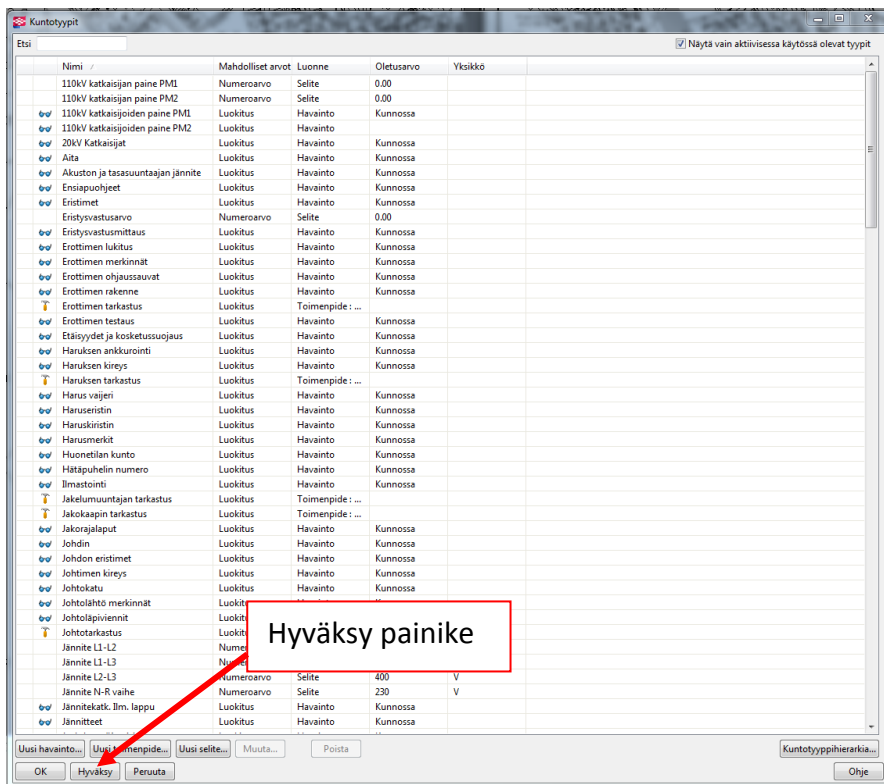 Kuntotyypit
Etsi
Näytä vain aktiivisessa käytössä olevat tyypit
Nimi Mahdolliset arvot Luonne Oletusarvo Yksikkö
110kV katkaisijan paine PM1 Numeroarvo Selite 0.00
110kV katkaisijan paine PM2 Numeroarvo Selite 0.00
110kV katkaisijoiden paine PM1 Luokitus Havainto Kunnossa
110kV katkaisijoiden paine PM2 Luokitus Havainto
20kV Katkaisijat Luokitus Havainto Kunnossa
Aita Luokitus Havainto Kunnossa
Akuston ja tasasuuntaajan jännite Luokitus Havainto Kunnossa
Ensiapuohjeet Luokitus Havainto Kunnossa
Eristimet Luokitus Havainto Kunnossa
Eristysvastusarvo Numeroarvo Selite 0.00
Eristysvastusmittaus Luokitus Havainto Kunnossa
Erottimen lukitus Luokitus Havainto Kunnossa
Erottimen merkinnät Luokitus Havainto Kunnossa
Erottimen ohjaussauvat Luokitus Havainto Kunnossa
Erottimen rakenne Luokitus Havainto Kunnossa
Erottimen tarkastus Luokitus Toimenpide : ...
Erottimen testaus Luokitus Havainto Kunnossa
Etäisyydet ja kosketussuojaus Luokitus Havainto Kunnossa
Haruksen ankkurointi Luokitus Havainto Kunnossa
Haruksen kireys Luokitus Havainto Kunnossa
Haruksen tarkastus Luokitus Toimenpide : ...
Harus vaijeri Luokitus Havainto Kunnossa
Haruseristin Luokitus Havainto Kunnossa
Haruskiristin Luokitus Havainto Kunnossa
Harusmerkit Luokitus Havainto Kunnossa
Huonetilan kunto Luokitus Havainto Kunnossa
Hätäpuhelin numero Luokitus Havainto Kunnossa
Ilmastointi Luokitus Havainto Kunnossa
Jakelumuuntajan tarkastus Luokitus Toimenpide : ...
Jakokaapin tarkastus Luokitus Toimenpide : ...
Jakorajalaput Luokitus Havainto Kunnossa
Johdin Luokitus Havainto Kunnossa
Johdon eristimet Luokitus Havainto Kunnossa
Johtimen kireys Luokitus Havainto Kunnossa
Johtokatu Luokitus Havainto Kunnossa
Johtolähtö merkinnät
Johtoläpiviennit
Johtotarkastus
Hyväksy painike
Jännite L1-L2
Jännite L1-L3
Jännite L2-L3 Numeroarvo Selite 400 V
Jännite N-R vaihe Numeroarvo Selite 230 V
Jännitekatk. Ilm. lappu Luokitus Havainto Kunnossa
Jännitteet Luokitus Havainto Kunnossa
Uusi havainto... Uusi toimenpide... Uusi selite... Muuta... Poista Kuntotyyppihierarkia...
OK Hyväksy Peruuta Ohje